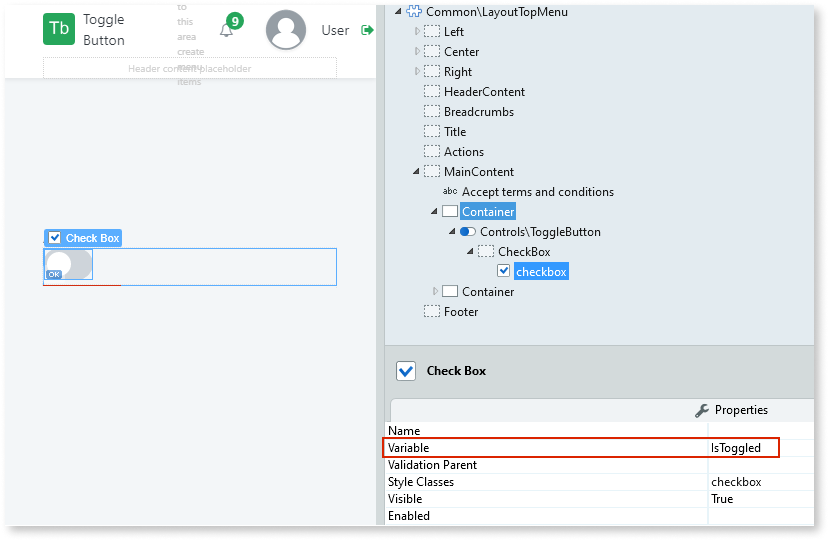 Tb
Toggle
Button
to
this
area
create
menu
items
9
User
Header content placeholder
Check Box
OK
Common\LayoutTopMenu
Left
Center
Right
HeaderContent
Breadcrumbs
Title
Actions
MainContent
abc Accept terms and conditions
Container
Controls\ToggleButton
CheckBox
checkbox
Container
Footer
Check Box
Properties
Name
Variable IsToggled
Validation Parent
Style Classes checkbox
Visible True
Enabled